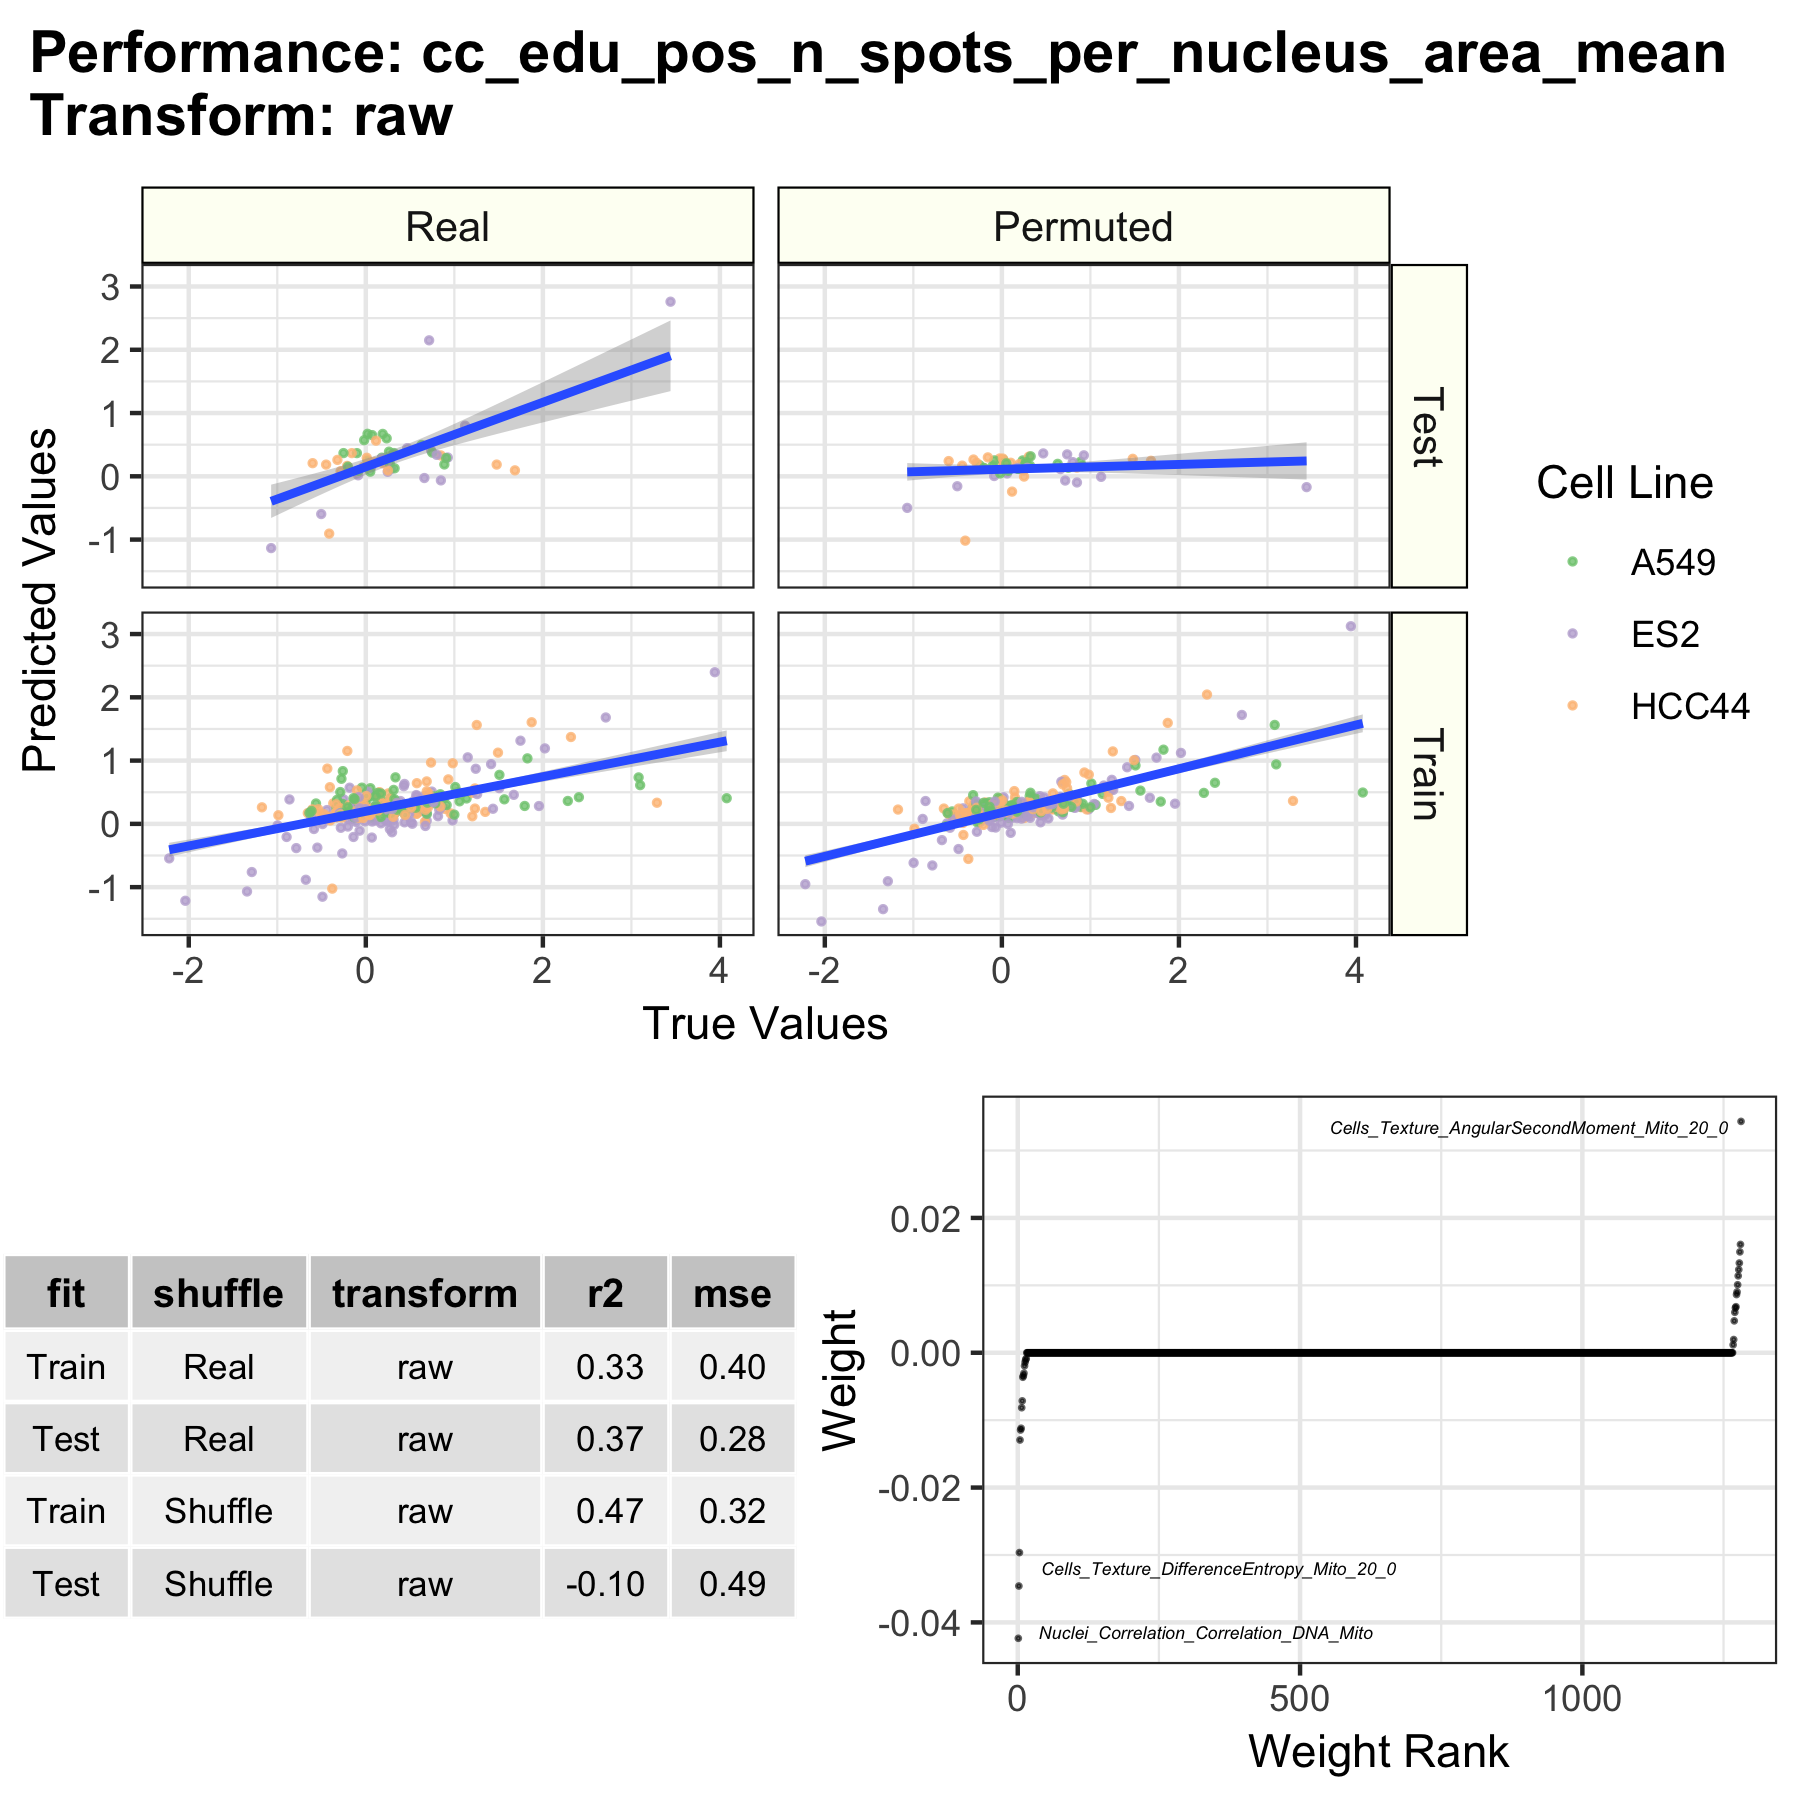 Performance: cc_edu_pos_n_spots_per_nucleus_area_mean
Transform: raw
Real
Permuted
3
2
1
0
-1
Test
3
2
1
0
-1
Train
Predicted Values
-2
0
2
4
-2
0
2
4
True Values
Cell Line
A549
ES2
HCC44
fit shuffle transform r2 mse
Train Real raw 0.33 0.40
Test Real raw 0.37 0.28
Train Shuffle raw 0.47 0.32
Test Shuffle raw -0.10 0.49
Cells_Texture_AngularSecondMoment_Mito_20_0
0.02
0.00
-0.02
-0.04
Weight
Cells_Texture_DifferenceEntropy_Mito_20_0
Nuclei_Correlation_Correlation_DNA_Mito
0
500
1000
Weight Rank